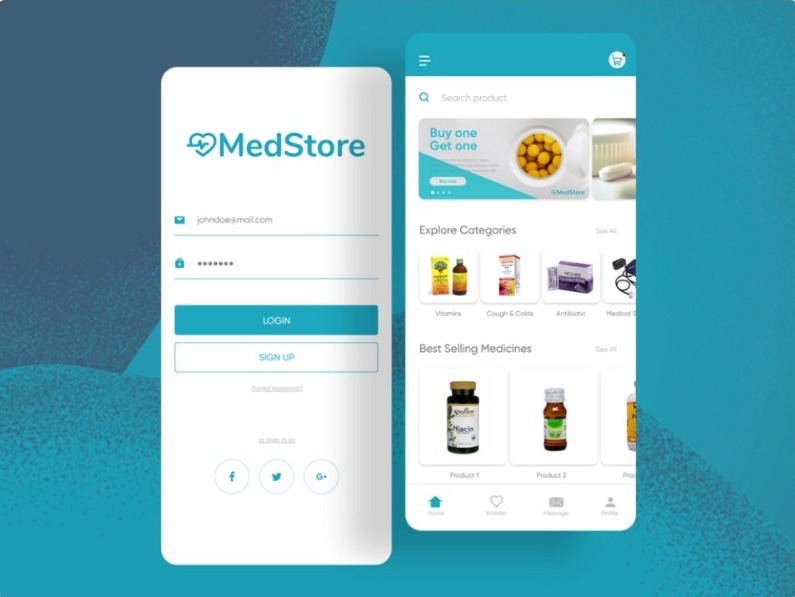 MedStore
johndoe@mail.com
LOGIN
SIGN UP
Forgot password?
or login in as:
f
G+
Search product
Buy one
Get one
Buy now
MedStore
Explore Categories
See All
Vitamins
Cough & Colds
Antibiotic
Medical S
Best Selling Medicines
See All
Niacin
Product 1
Product 2
Proc
Home
Wishlist
Message
Profile